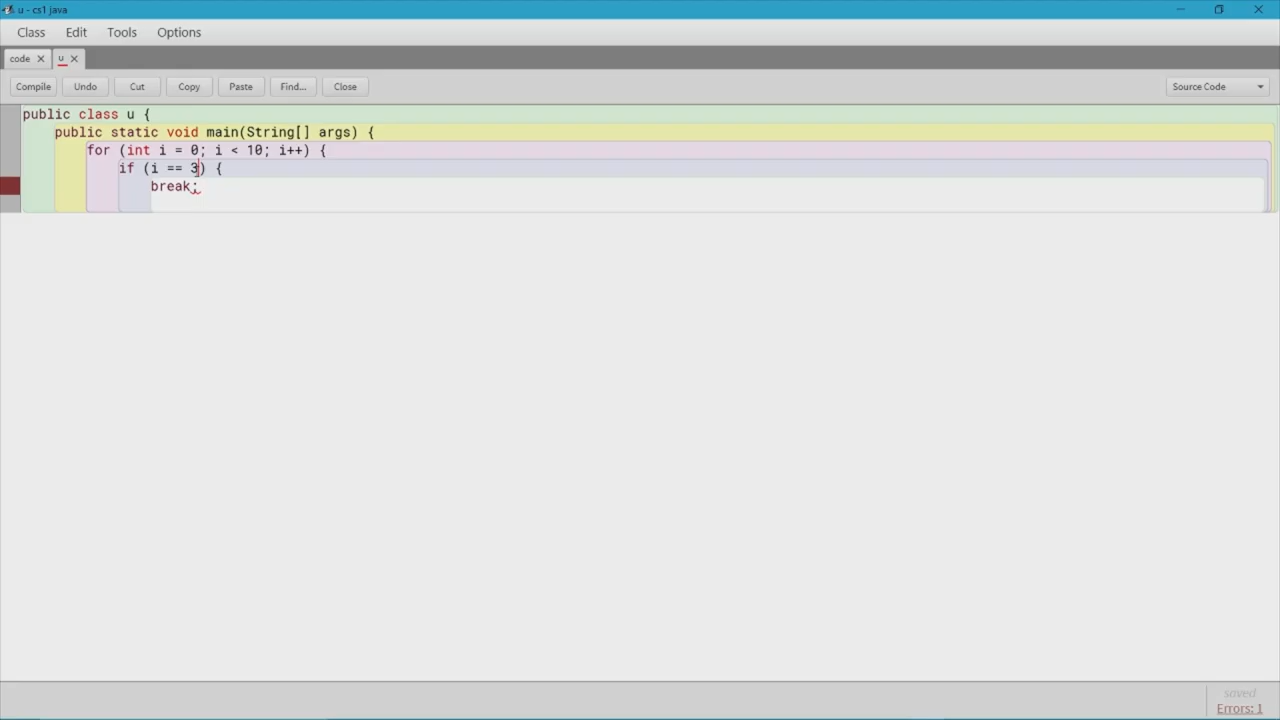 u - cs1 java
Class Edit Tools Options
code u
Compile Undo Cut Copy Paste Find... Close Source Code
public class u {
public static void main(String[] args) {
for (int i = 0; i < 10; i++) {
if (i == 3) {
break;
saved
Errors: 1